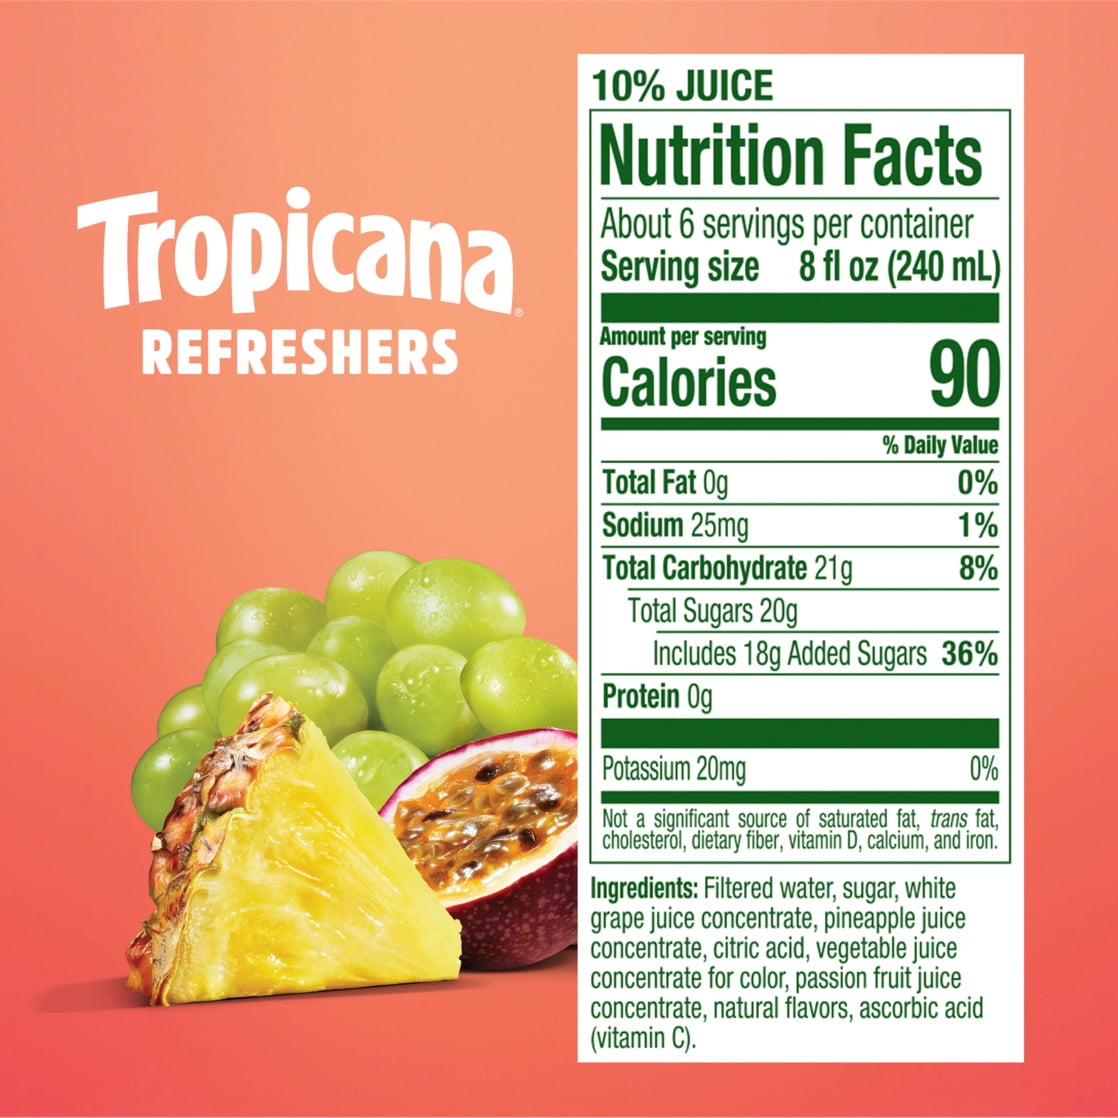 Tropicana®
REFRESHERS
10% JUICE
Nutrition Facts
About 6 servings per container
Serving size 8 fl oz (240 mL)
Amount per serving
Calories 90
% Daily Value
Total Fat 0g 0%
Sodium 25mg 1%
Total Carbohydrate 21g 8%
Total Sugars 20g
Includes 18g Added Sugars 36%
Protein 0g
Potassium 20mg 0%
Not a significant source of saturated fat, trans fat,
cholesterol, dietary fiber, vitamin D, calcium, and iron.
Ingredients: Filtered water, sugar, white
grape juice concentrate, pineapple juice
concentrate, citric acid, vegetable juice
concentrate for color, passion fruit juice
concentrate, natural flavors, ascorbic acid
(vitamin C).